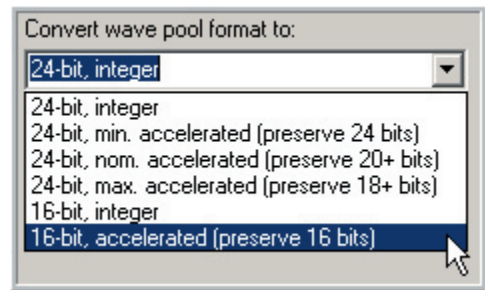 Convert wave pool format to:
24-bit, integer
24-bit, integer
24-bit, min. accelerated (preserve 24 bits)
24-bit, nom. accelerated (preserve 20+ bits)
24-bit, max. accelerated (preserve 18+ bits)
16-bit, integer
16-bit, accelerated (preserve 16 bits)